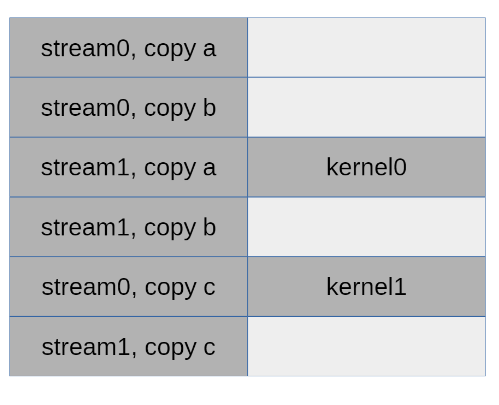 stream0, copy a
stream0, copy b
stream1, copy a kernel0
stream1, copy b
stream0, copy c kernel1
stream1, copy c